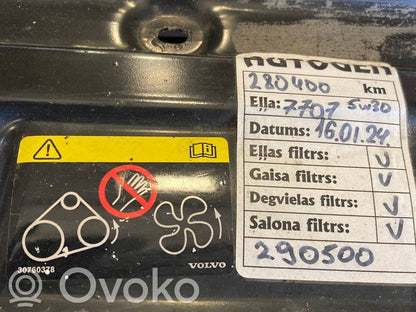 AUTOGEN
280400 km
Eļļa: 7707 5w30
Datums: 16.01.24.
Eļļas filtrs: V
Gaisa filtrs: V
Degvielas filtrs: V
Salona filtrs: V
290500
30760378
VOLVO
Ovoko